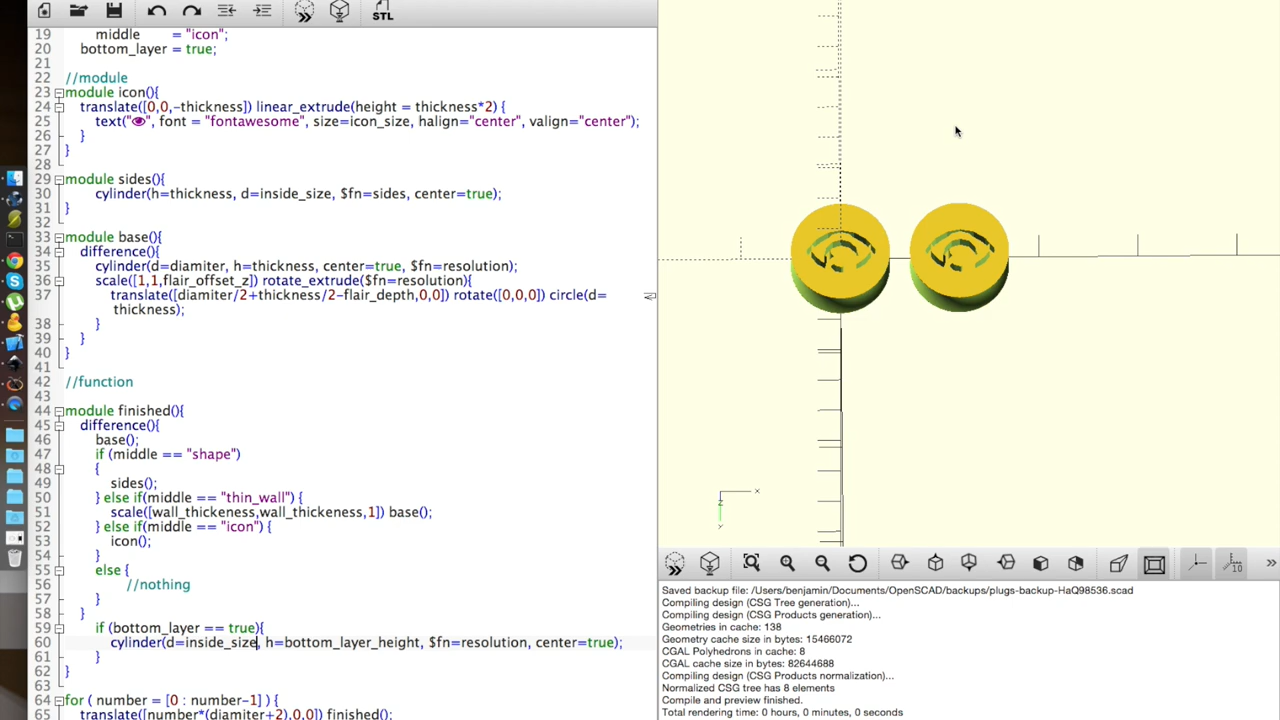 STL
19 middle = "icon";
20 bottom_layer = true;
21
22 //module
23 module icon(){
24 translate([0,0,-thickness]) linear_extrude(height = thickness*2) {
25 text("👁", font = "fontawesome", size=icon_size, halign="center", valign="center");
26 }
27 }
28
29 module sides(){
30 cylinder(h=thickness, d=inside_size, $fn=sides, center=true);
31 }
32
33 module base(){
34 difference(){
35 cylinder(d=diamiter, h=thickness, center=true, $fn=resolution);
36 scale([1,1,flair_offset_z]) rotate_extrude($fn=resolution){
37 translate([diamiter/2+thickness/2-flair_depth,0,0]) rotate([0,0,0]) circle(d=
thickness);
38 }
39 }
40 }
41
42 //function
43
44 module finished(){
45 difference(){
46 base();
47 if (middle == "shape")
48 {
49 sides();
50 } else if(middle == "thin_wall") {
51 scale([wall_thickeness,wall_thickeness,1]) base();
52 } else if(middle == "icon") {
53 icon();
54 }
55 else {
56 //nothing
57 }
58 }
59 if (bottom_layer == true){
60 cylinder(d=inside_size, h=bottom_layer_height, $fn=resolution, center=true);
61 }
62 }
63
64 for ( number = [0 : number-1] ) {
65 translate([number*(diamiter+2),0,0]) finished();
x
z
y
10
»
Saved backup file: /Users/benjamin/Documents/OpenSCAD/backups/plugs-backup-HaQ98536.scad
Compiling design (CSG Tree generation)...
Compiling design (CSG Products generation)...
Geometries in cache: 138
Geometry cache size in bytes: 15466072
CGAL Polyhedrons in cache: 8
CGAL cache size in bytes: 82644688
Compiling design (CSG Products normalization)...
Normalized CSG tree has 8 elements
Compile and preview finished.
Total rendering time: 0 hours, 0 minutes, 0 seconds